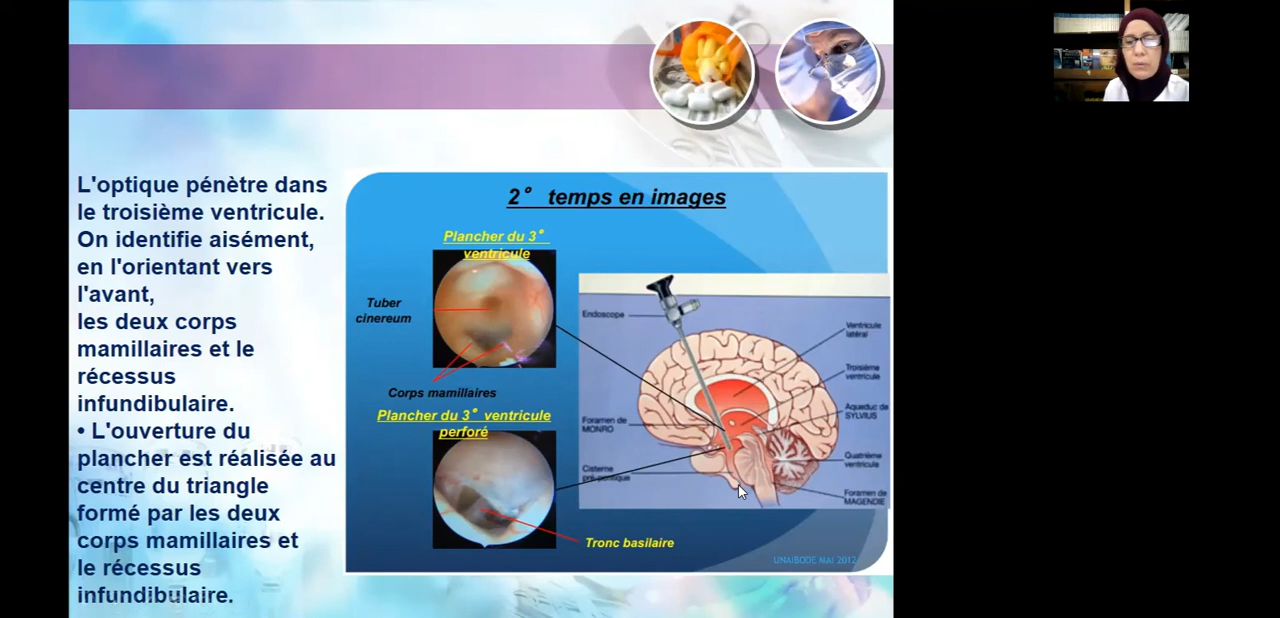 L'optique pénètre dans
le troisième ventricule.
On identifie aisément,
en l'orientant vers
l'avant,
les deux corps
mamillaires et le
récessus
infundibulaire.
• L'ouverture du
plancher est réalisée au
centre du triangle
formé par les deux
corps mamillaires et
le récessus
infundibulaire.
2° temps en images
Plancher du 3°
ventricule
Tuber
cinereum
Corps mamillaires
Plancher du 3° ventricule
perforé
Tronc basilaire
Endoscope
Foramen de
MONRO
Cisterne
pré-pontique
Ventricule
latéral
Troisième
ventricule
Aqueduc de
SYLVIUS
Quatrième
ventricule
Foramen de
MAGENDIE
UNAIBODE MAI 2012